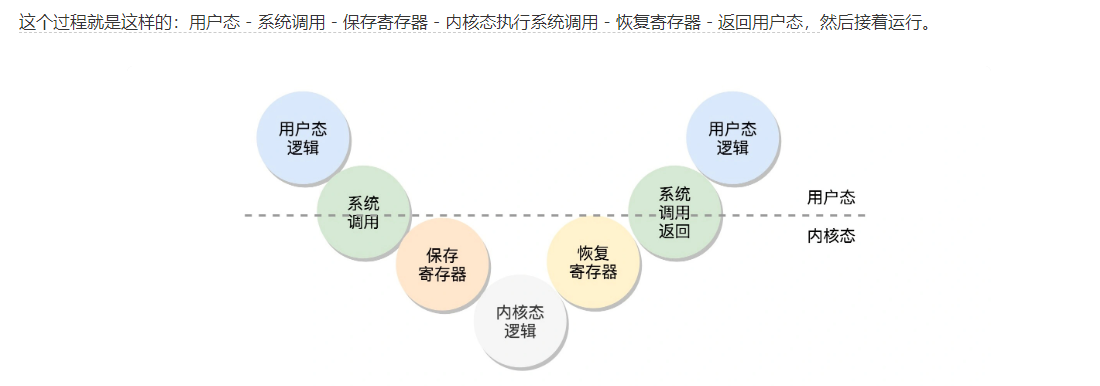 这个过程就是这样的：用户态 - 系统调用 - 保存寄存器 - 内核态执行系统调用 - 恢复寄存器 - 返回用户态，然后接着运行。
用户态
逻辑
系统
调用
保存
寄存器
内核态
逻辑
恢复
寄存器
系统
调用
返回
用户态
逻辑
用户态
内核态